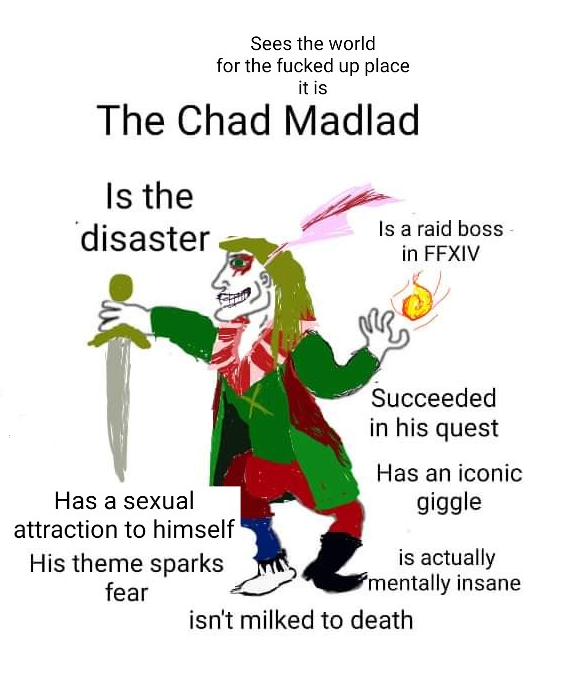 Sees the world
for the fucked up place
it is
The Chad Madlad
Is the
disaster
Is a raid boss
in FFXIV
Succeeded
in his quest
Has an iconic
giggle
Has a sexual
attraction to himself
His theme sparks
fear
is actually
mentally insane
isn't milked to death